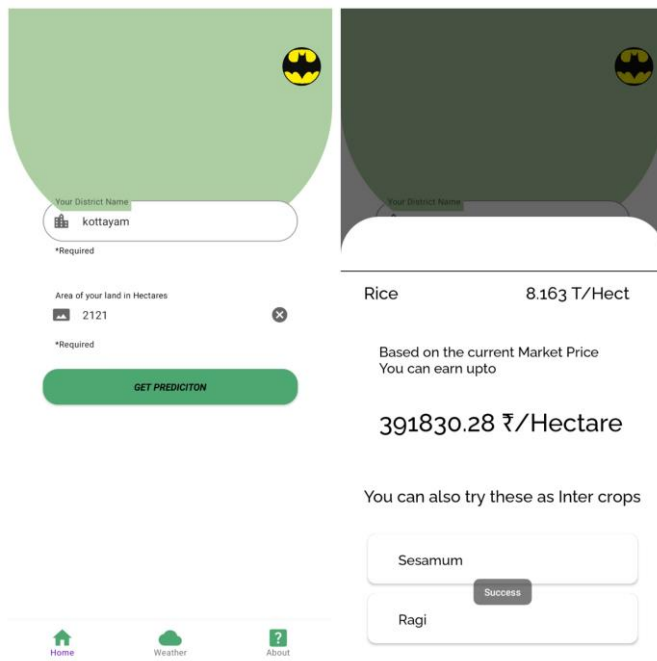 Your District Name
kottayam
*Required
Area of your land in Hectares
2121
*Required
GET PREDICITON
Home
Weather
About
?
Your District Name
Rice
8.163 T/Hect
Based on the current Market Price
You can earn upto
391830.28 ₹/Hectare
You can also try these as Inter crops
Sesamum
Success
Ragi